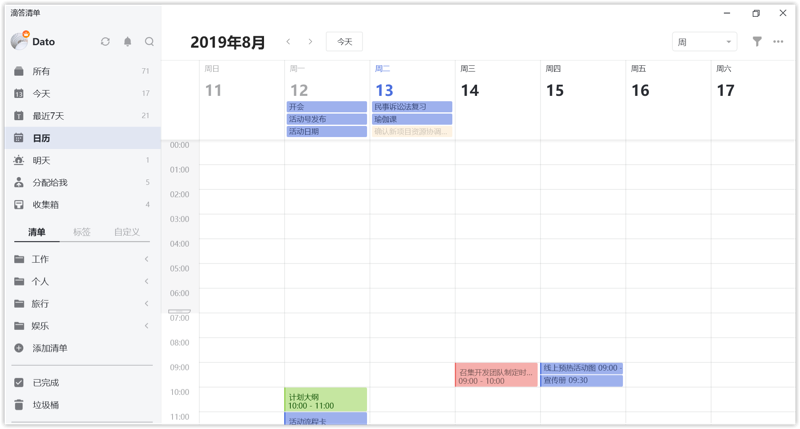 滴答清单
Dato
2019年8月
今天
周
所有 71
今天 17
最近7天 21
日历
明天 1
分配给我 5
收集箱 4
清单 标签 自定义
工作
个人
旅行
娱乐
添加清单
已完成
垃圾桶
周日 周一 周二 周三 周四 周五 周六
11 12 13 14 15 16 17
开会 民事诉讼法复习
活动号发布 瑜伽课
活动日期 确认新项目资源协调...
00:00
01:00
02:00
03:00
04:00
05:00
06:00
07:00
08:00
09:00
召集开发团队制定时...
09:00 - 10:00
线上预热活动图 09:00 -
宣传册 09:30
10:00
计划大纲
10:00 - 11:00
11:00
活动流程卡